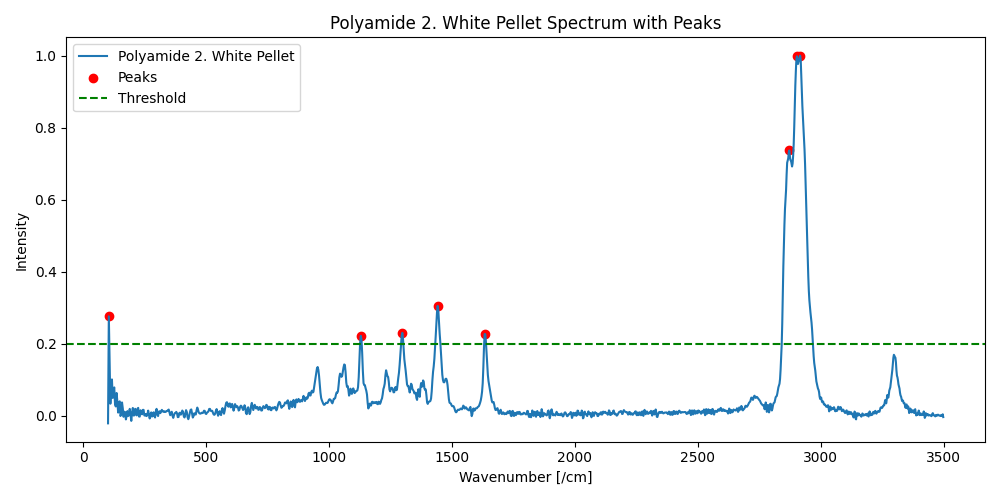 Polyamide 2. White Pellet Spectrum with Peaks
Polyamide 2. White Pellet
Peaks
Threshold
Intensity
1.0
0.8
0.6
0.4
0.2
0.0
0 500 1000 1500 2000 2500 3000 3500
Wavenumber [/cm]